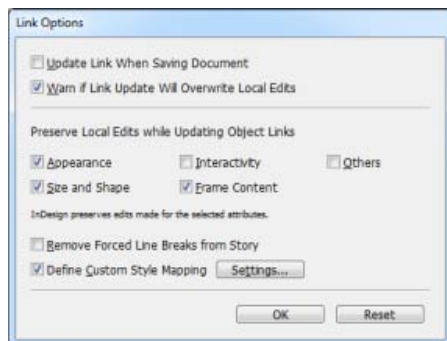 Link Options
Update Link When Saving Document
Warn if Link Update Will Overwrite Local Edits
Preserve Local Edits while Updating Object Links
Appearance Interactivity Others
Size and Shape Frame Content
InDesign preserves edits made for the selected attributes.
Remove Forced Line Breaks from Story
Define Custom Style Mapping Settings...
OK Reset